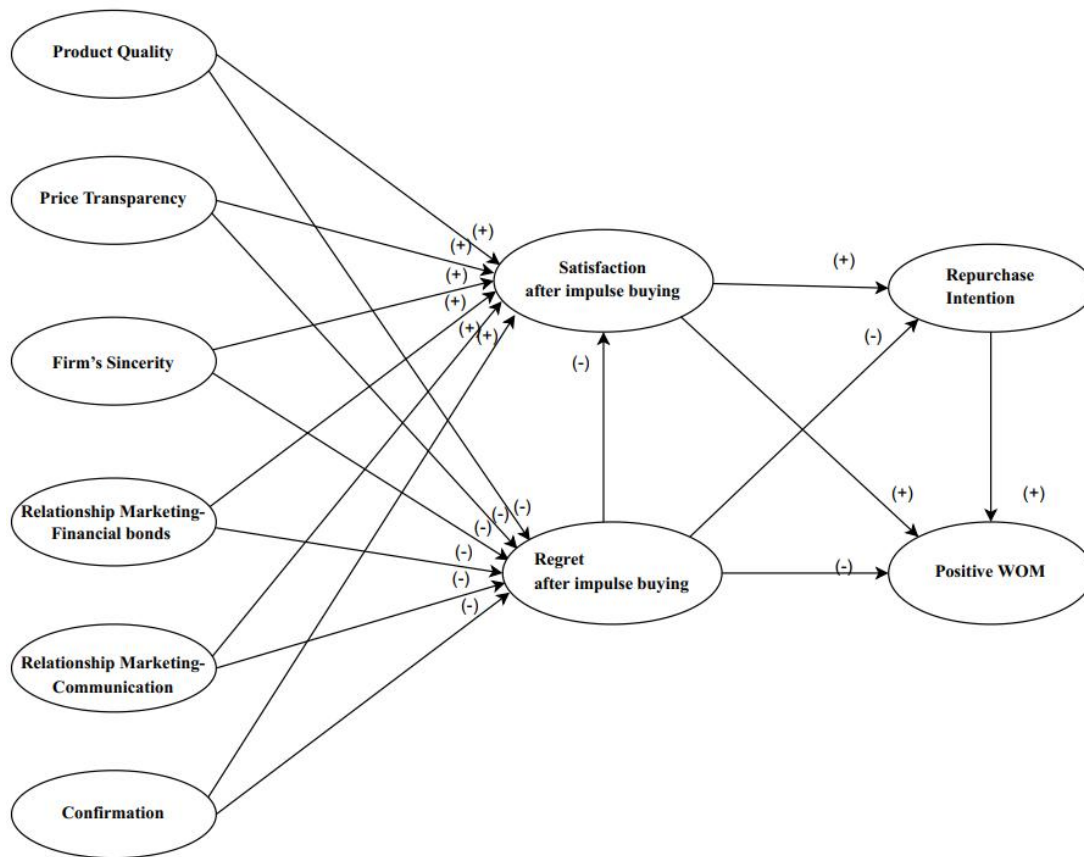 Product Quality
Price Transparency
Firm's Sincerity
Relationship Marketing-
Financial bonds
Relationship Marketing-
Communication
Confirmation
(+)
(+)
(+)
(+)
(+)
(+)
(-)
(-)
(-)
(-)
(-)
(-)
Satisfaction
after impulse buying
(-)
Regret
after impulse buying
(+)
(-)
(+)
(-)
Repurchase
Intention
(+)
Positive WOM